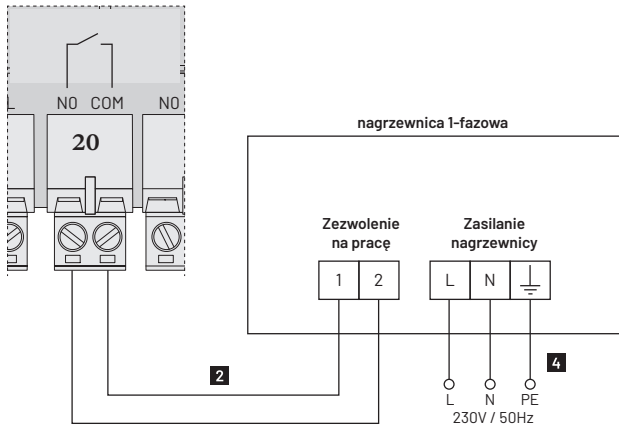 L NO COM NO
20
nagrzewnica 1-fazowa
Zezwolenie
na pracę
Zasilanie
nagrzewnicy
1 2
L N
2
4
L N PE
230V / 50Hz